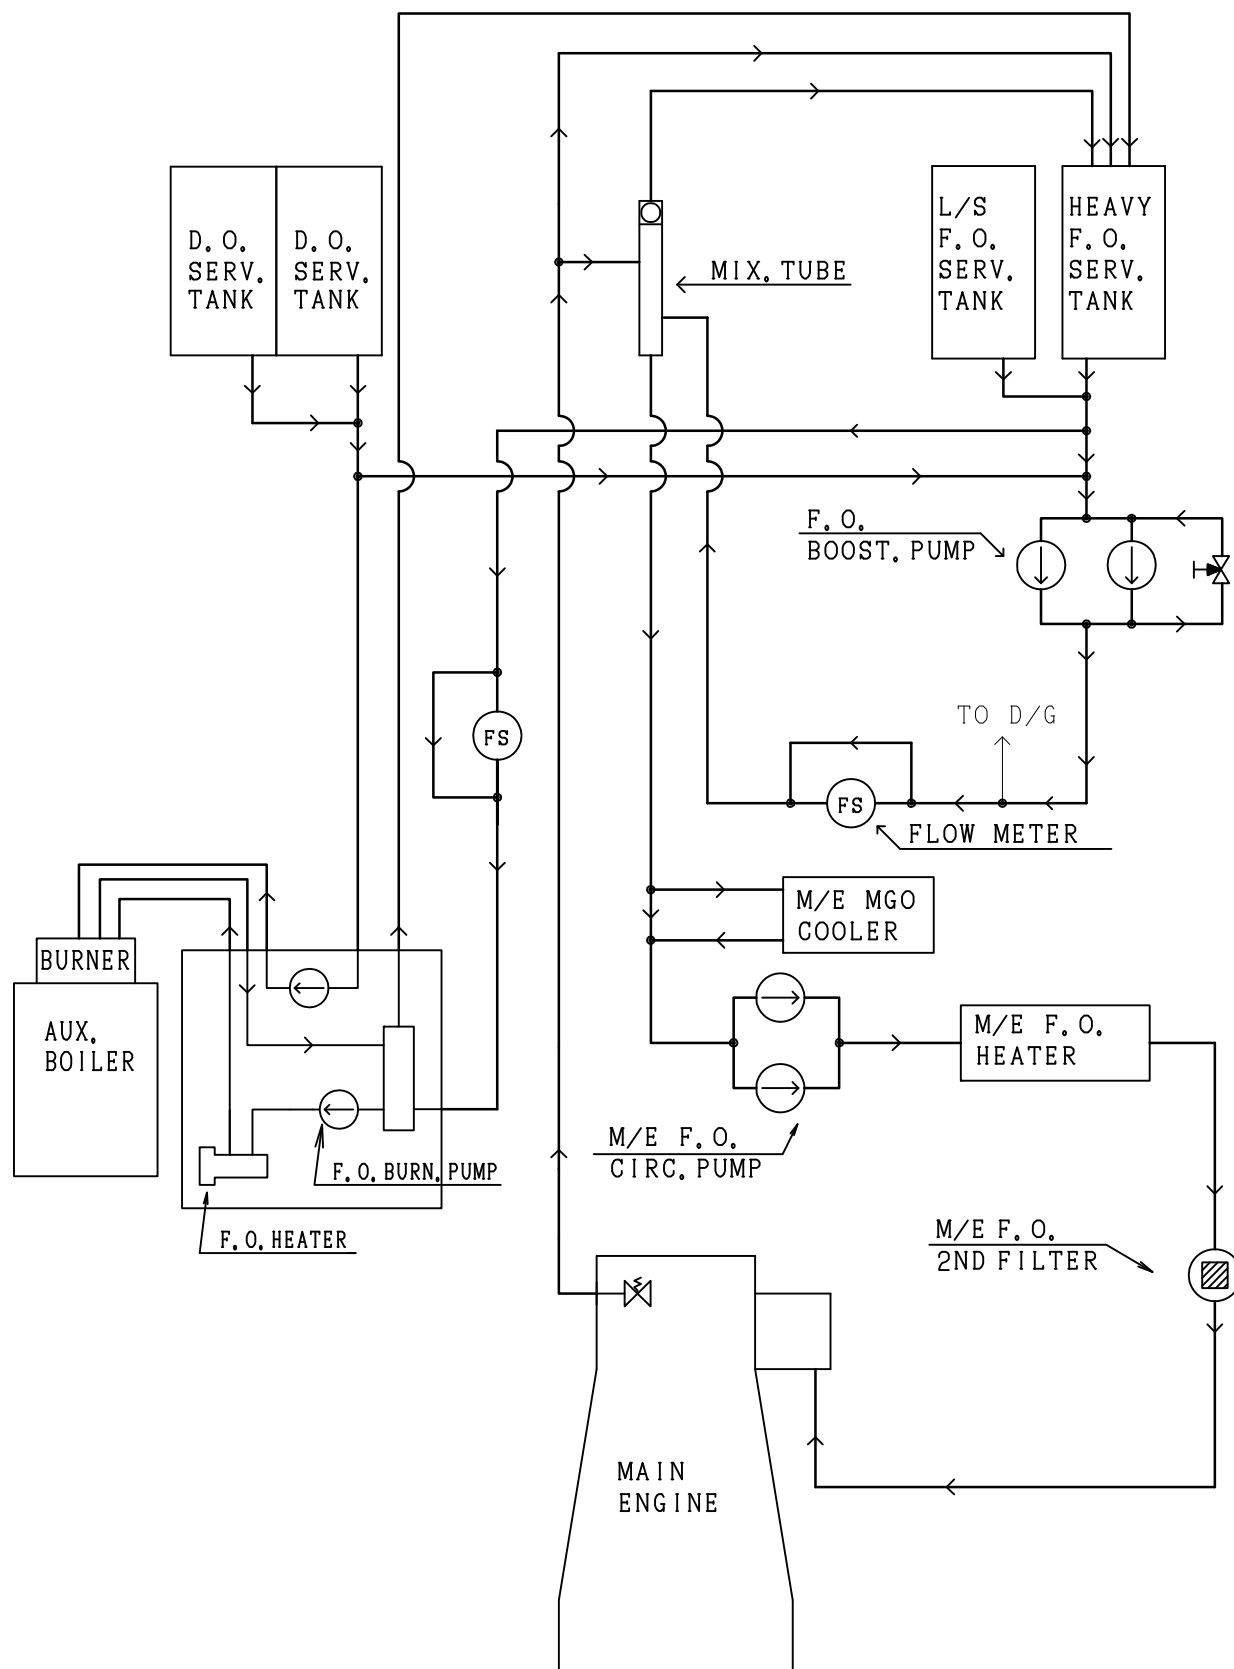 D.O.
SERV.
TANK
D.O.
SERV.
TANK
MIX. TUBE
L/S
F.O.
SERV.
TANK
HEAVY
F.O.
SERV.
TANK
F.O.
BOOST. PUMP
TO D/G
FS
FS
FLOW METER
M/E MGO
COOLER
BURNER
AUX.
BOILER
M/E F.O.
HEATER
M/E F.O.
CIRC. PUMP
F.O. BURN. PUMP
F.O. HEATER
M/E F.O.
2ND FILTER
MAIN
ENGINE